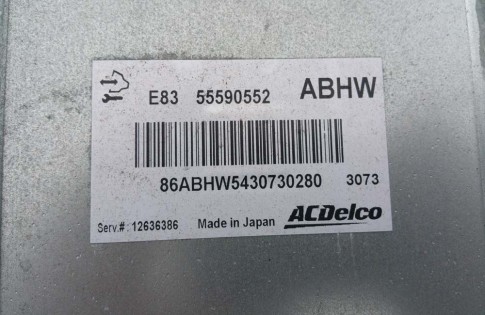 E83 55590552 ABHW
86ABHW5430730280 3073
Serv.#: 12636386 Made in Japan ACDelco